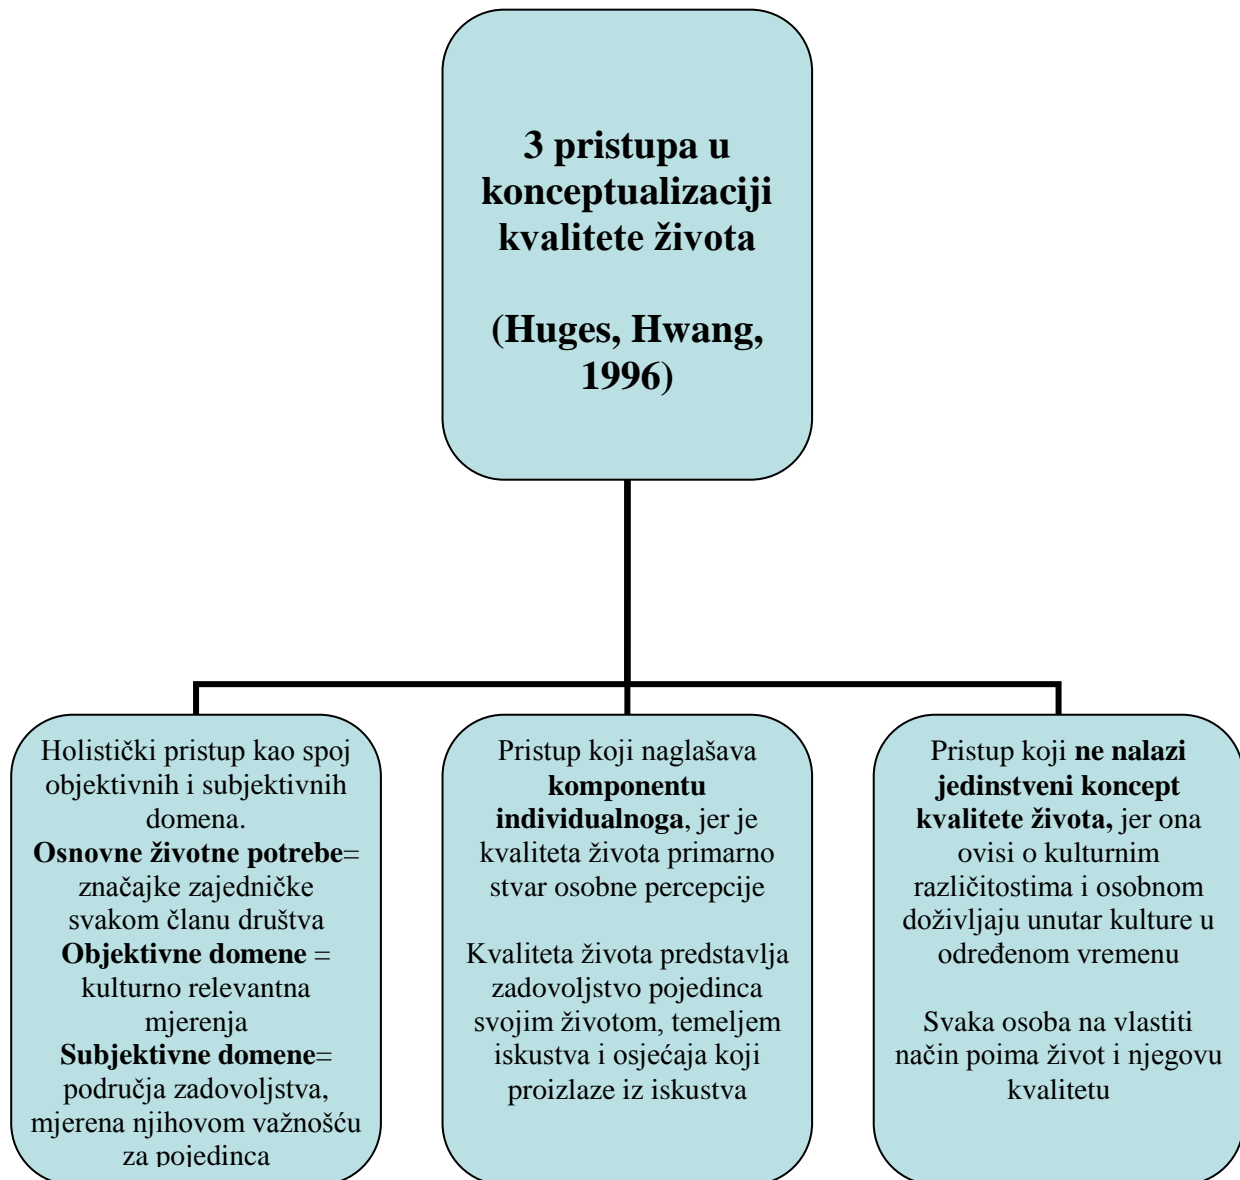 3 pristupa u
konceptualizaciji
kvalitete života
(Huges, Hwang,
1996)
Holistički pristup kao spoj
objektivnih i subjektivnih
domena.
Osnovne životne potrebe=
značajke zajedničke
svakom članu društva
Objektivne domene =
kulturno relevantna
mjerenja
Subjektivne domene=
područja zadovoljstva,
mjerena njihovom važnošću
za pojedinca
Pristup koji naglašava
komponentu
individualnoga, jer je
kvaliteta života primarno
stvar osobne percepcije
Kvaliteta života predstavlja
zadovoljstvo pojedinca
svojim životom, temeljem
iskustva i osjećaja koji
proizlaze iz iskustva
Pristup koji ne nalazi
jedinstveni koncept
kvalitete života, jer ona
ovisi o kulturnim
različitostima i osobnom
doživljaju unutar kulture u
određenom vremenu
Svaka osoba na vlastiti
način poima život i njegovu
kvalitetu